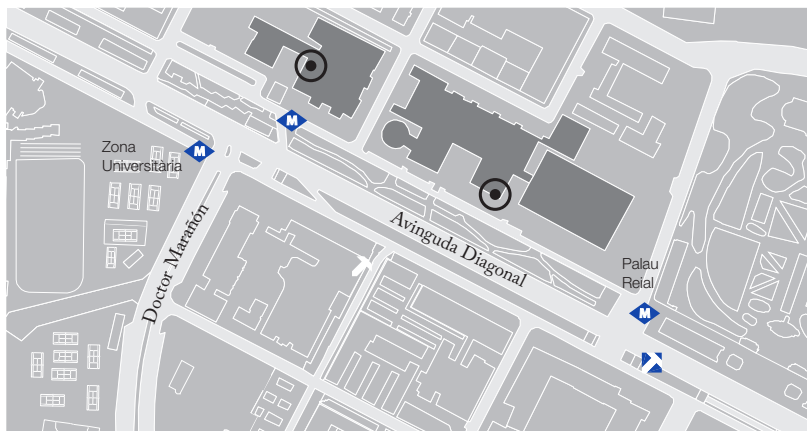 M
Zona
Universitària
M
Doctor Marañón
Avinguda Diagonal
Palau
Reial
M